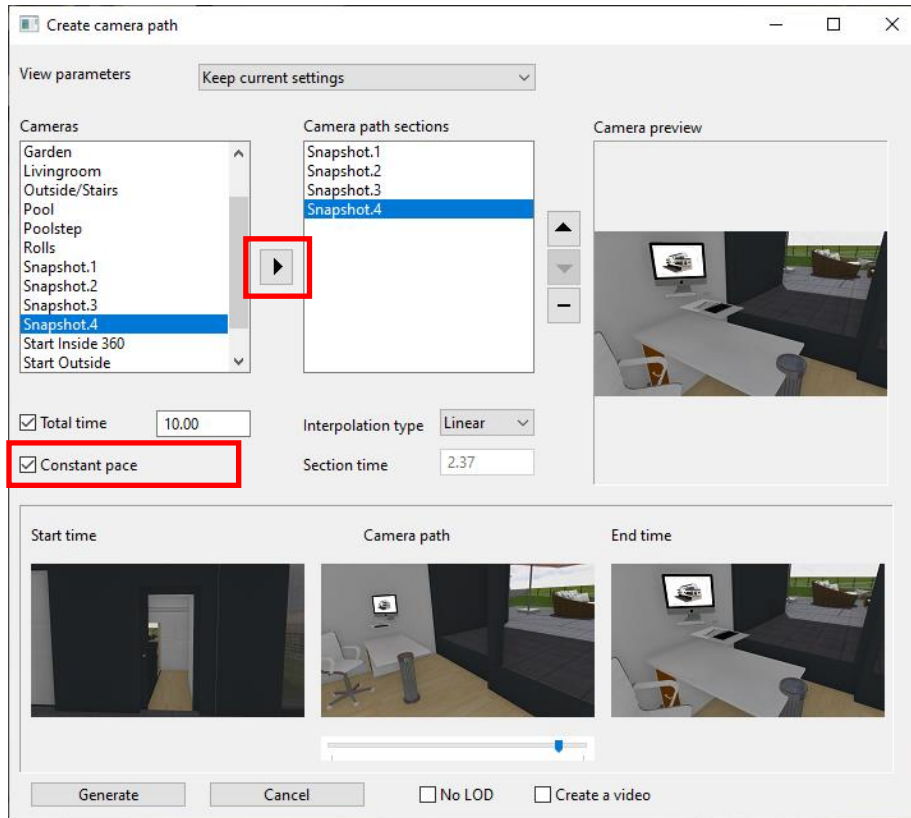 Create camera path
View parameters
Keep current settings
Cameras
Camera path sections
Camera preview
Garden
Livingroom
Outside/Stairs
Pool
Poolstep
Rolls
Snapshot.1
Snapshot.2
Snapshot.3
Snapshot.4
Start Inside 360
Start Outside
Snapshot.1
Snapshot.2
Snapshot.3
Snapshot.4
Total time
10.00
Interpolation type
Linear
Constant pace
Section time
2.37
Start time
Camera path
End time
Generate
Cancel
No LOD
Create a video